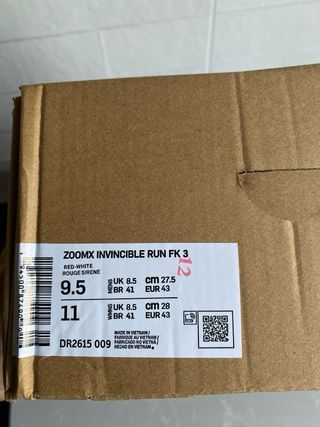 ZOOMX INVINCIBLE RUN FK 3
12
RED-WHITE
ROUGE SIRENE
9.5 MENS UK 8.5 CM 27.5
BR 41 EUR 43
11 WMNS UK 8.5 CM 28
BR 41 EUR 43
MADE IN VIETNAM /
FABRIQUE AU VIETNAM /
FABRICADO NO VIETNÃ /
HECHO EN VIETNAM
DR2615 009